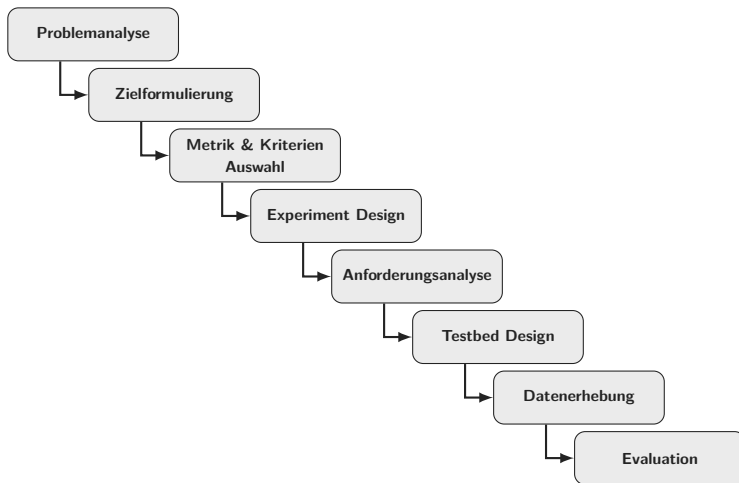 Problemanalyse
Zielformulierung
Metrik & Kriterien
Auswahl
Experiment Design
Anforderungsanalyse
Testbed Design
Datenerhebung
Evaluation